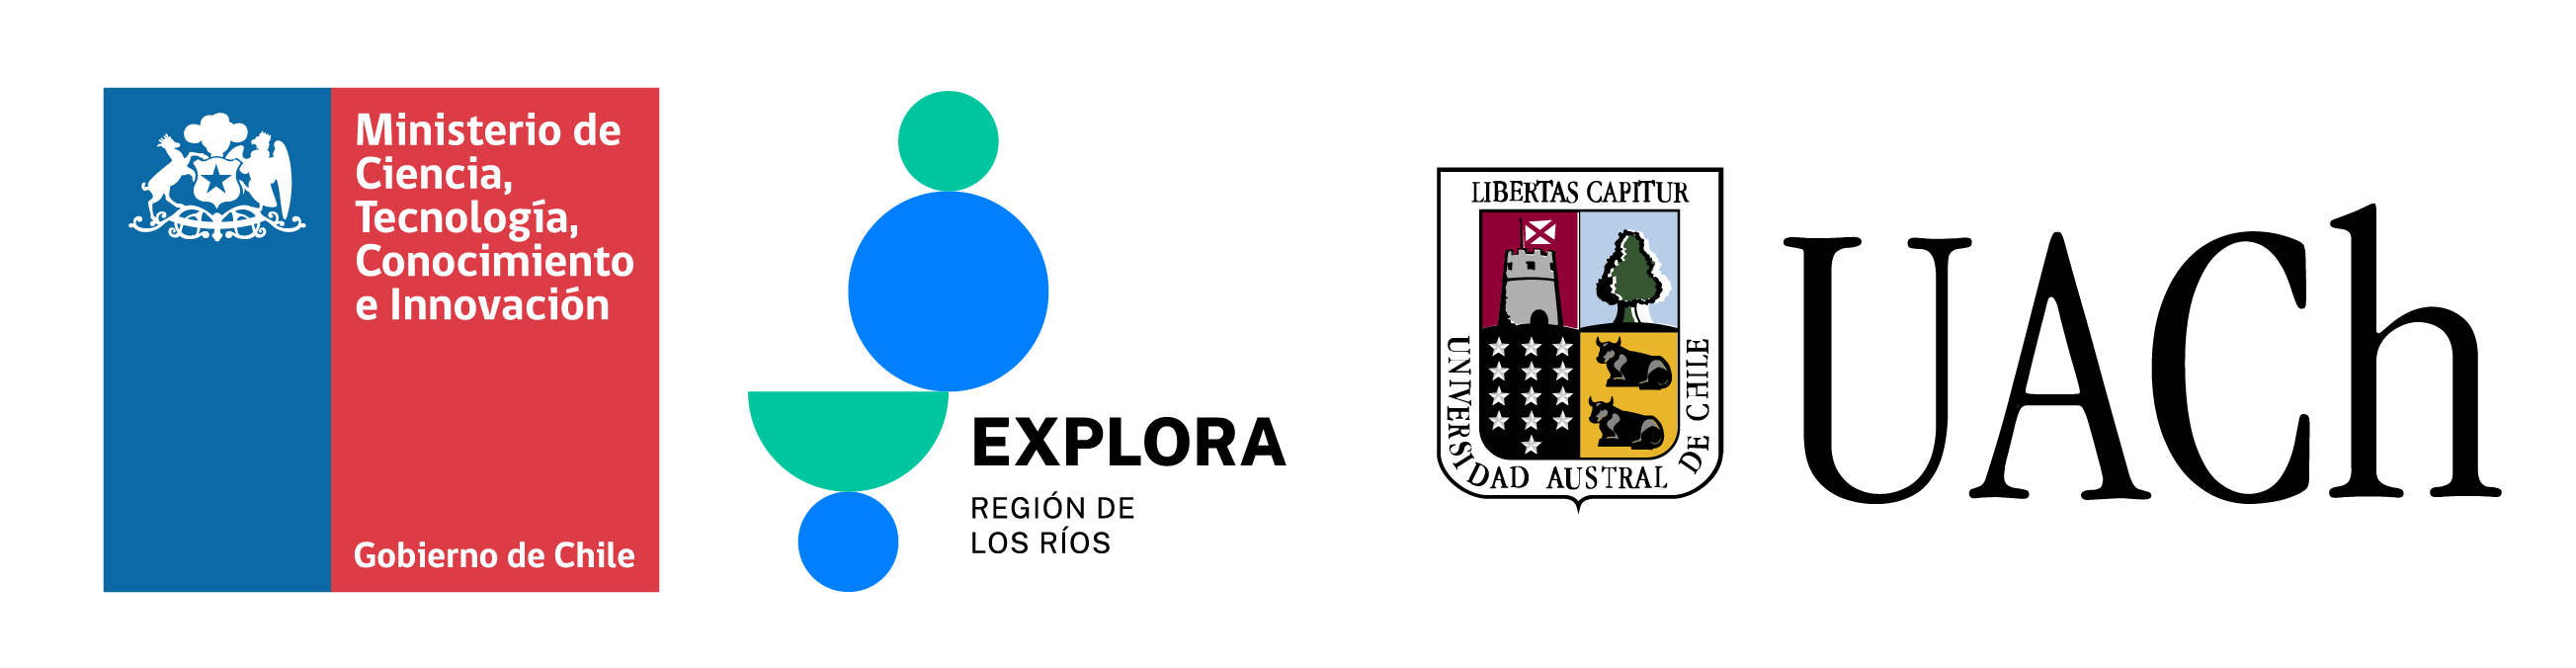 Ministerio de
Ciencia,
Tecnología,
Conocimiento
e Innovación
Gobierno de Chile
EXPLORA
REGIÓN DE
LOS RÍOS
LIBERTAS CAPITUR
UNIVERSIDAD AUSTRAL DE CHILE
UACh